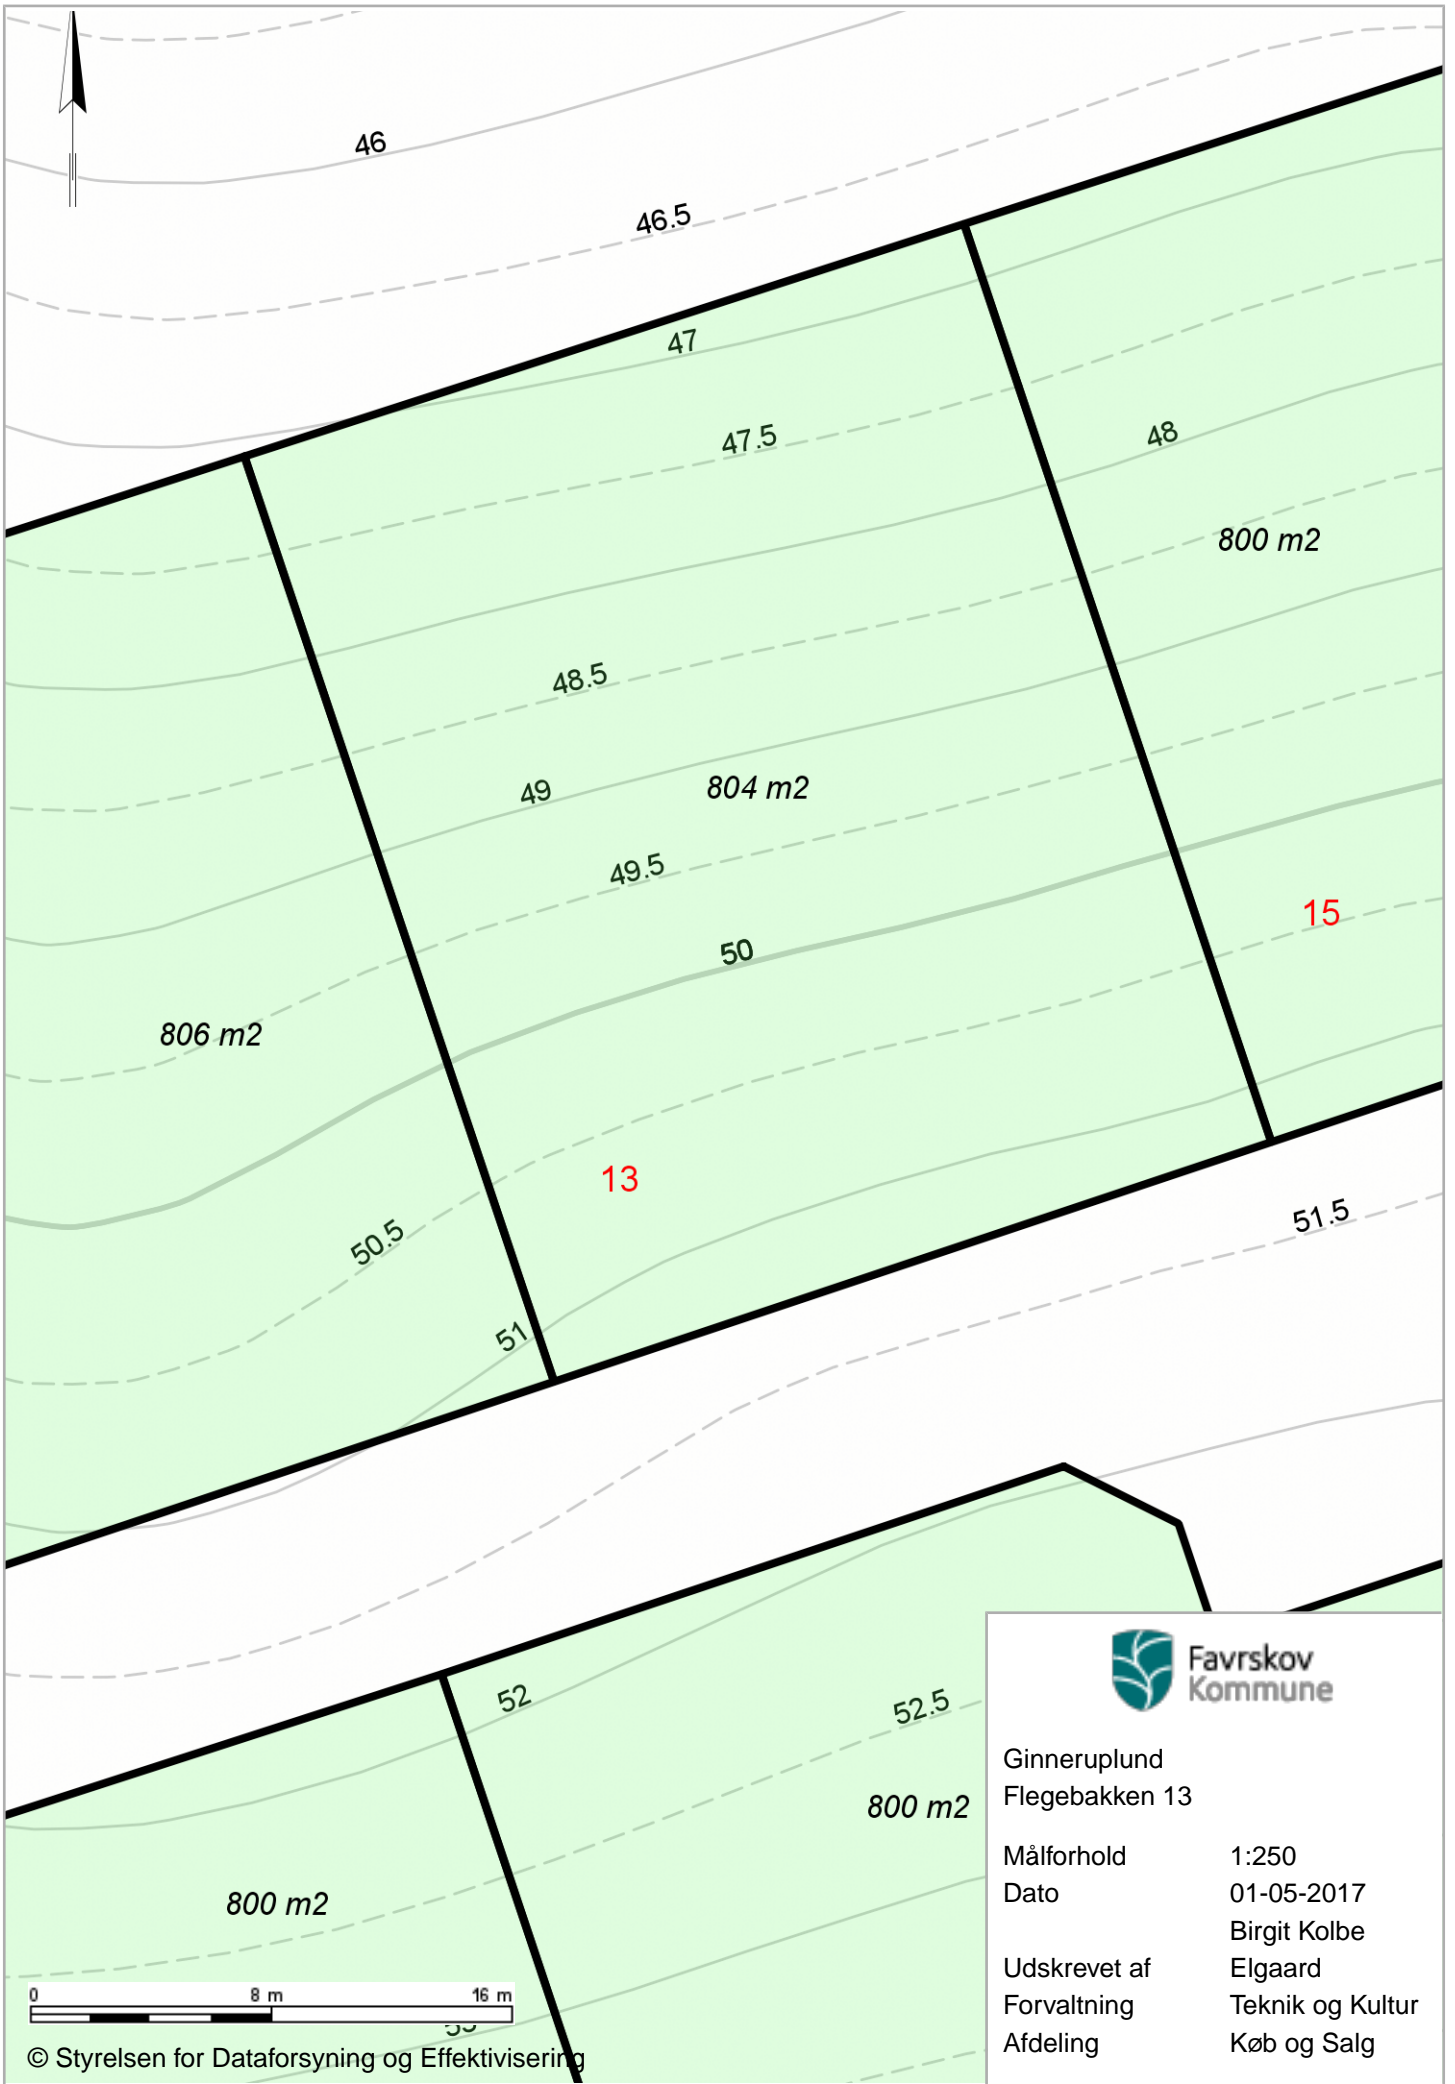 46
46.5
47
47.5
48
800 m2
48.5
49
804 m2
49.5
15
50
806 m2
13
51.5
50.5
51
52
52.5
800 m2
800 m2
Favrskov
Kommune
Ginneruplund
Flegebakken 13
Målforhold 1:250
Dato 01-05-2017
Birgit Kolbe
Udskrevet af Elgaard
Forvaltning Teknik og Kultur
Afdeling Køb og Salg
0 8 m 16 m
© Styrelsen for Dataforsyning og Effektivisering